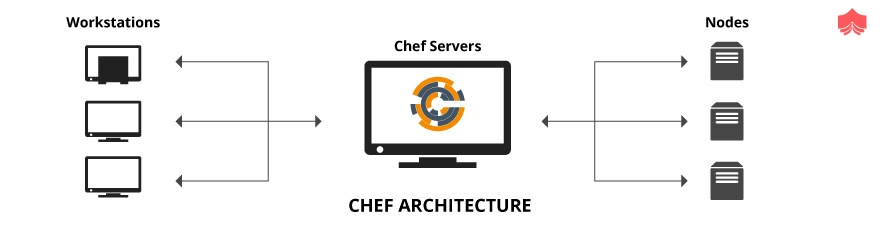 Workstations
Chef Servers
Nodes
CHEF ARCHITECTURE